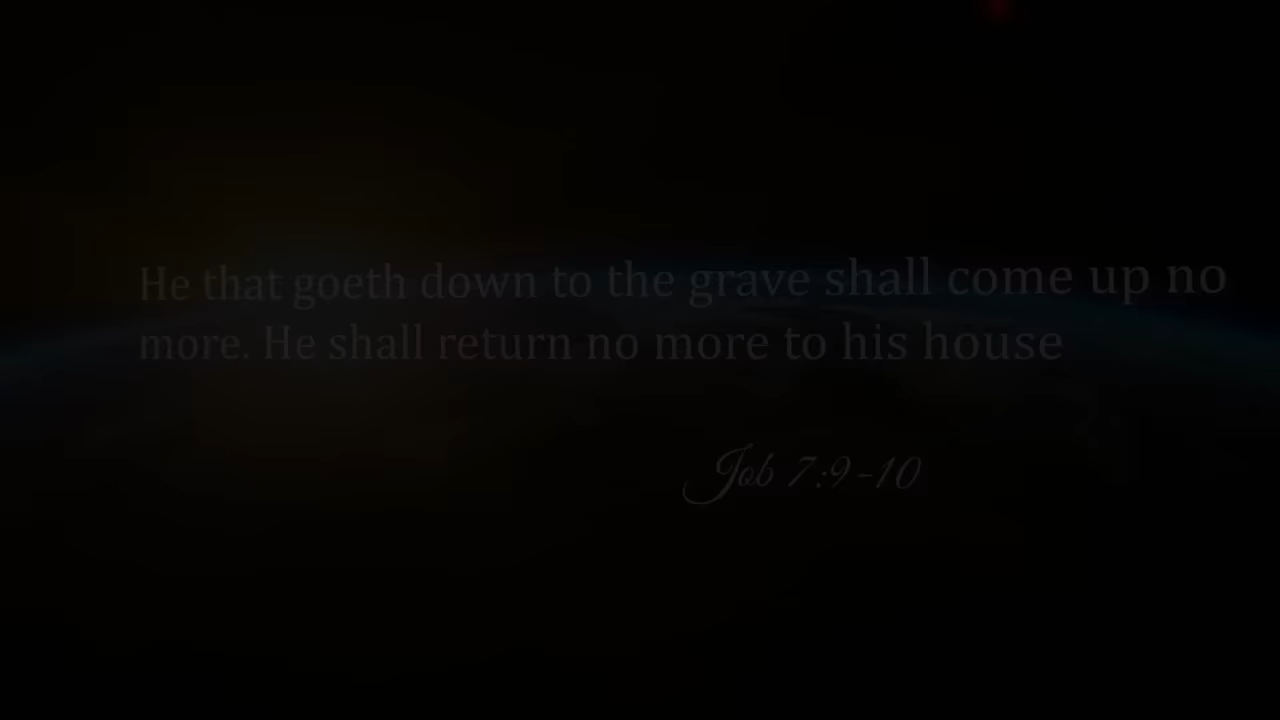 He that goeth down to the grave shall come up no
more. He shall return no more to his house
Job 7:9-10